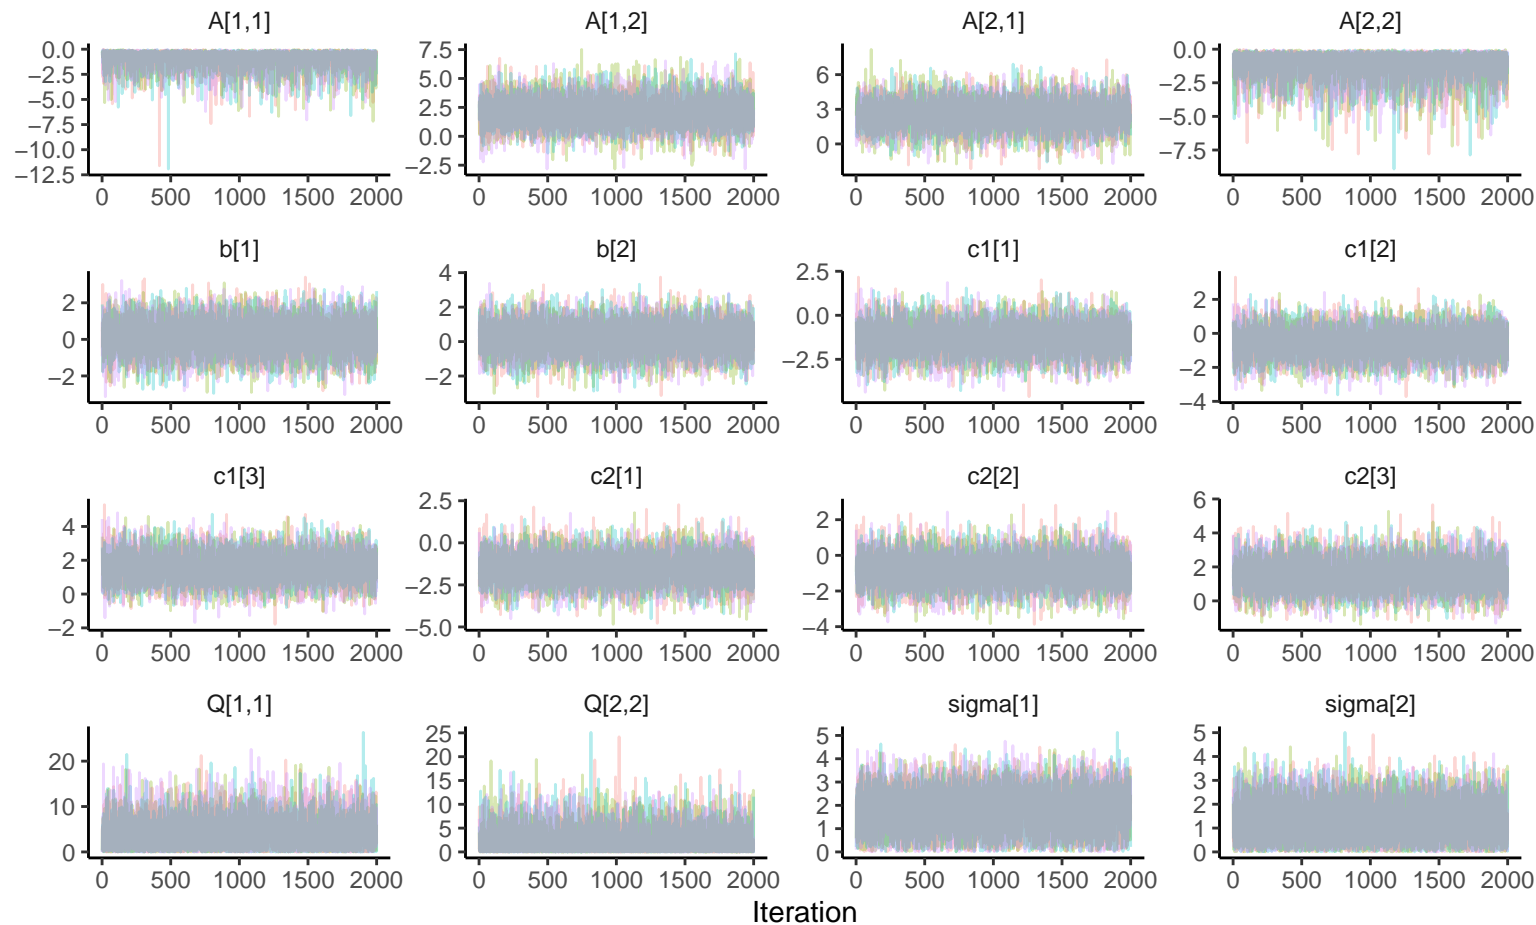 A[1,1] A[1,2] A[2,1] A[2,2]
0.0 −2.5 −5.0 −7.5 −10.0 −12.5
7.5 5.0 2.5 0.0 −2.5
6 3 0
0.0 −2.5 −5.0 −7.5
0 500 1000 1500 2000 0 500 1000 1500 2000 0 500 1000 1500 2000 0 500 1000 1500 2000
b[1] b[2] c1[1] c1[2]
2 0 −2
4 2 0 −2
2.5 0.0 −2.5
2 0 −2 −4
0 500 1000 1500 2000 0 500 1000 1500 2000 0 500 1000 1500 2000 0 500 1000 1500 2000
c1[3] c2[1] c2[2] c2[3]
4 2 0 −2
2.5 0.0 −2.5 −5.0
2 0 −2 −4
6 4 2 0
0 500 1000 1500 2000 0 500 1000 1500 2000 0 500 1000 1500 2000 0 500 1000 1500 2000
Q[1,1] Q[2,2] sigma[1] sigma[2]
20 10 0
25 20 15 10 5 0
5 4 3 2 1 0
5 4 3 2 1 0
0 500 1000 1500 2000 0 500 1000 1500 2000 0 500 1000 1500 2000 0 500 1000 1500 2000
Iteration